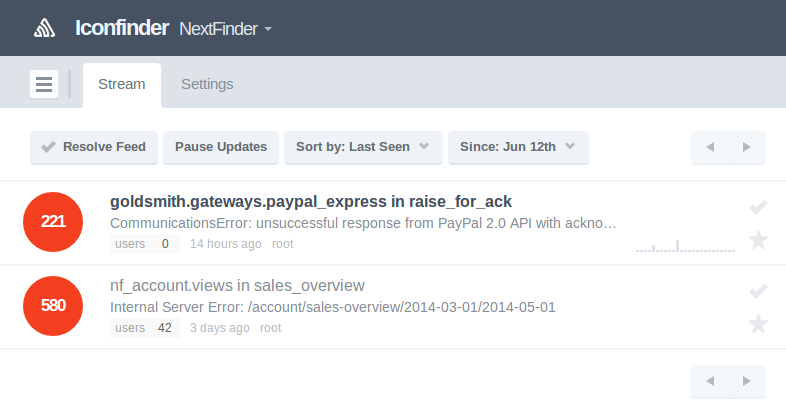 Iconfinder NextFinder
Stream Settings
Resolve Feed Pause Updates Sort by: Last Seen Since: Jun 12th
221
goldsmith.gateways.paypal_express in raise_for_ack
CommunicationsError: unsuccessful response from PayPal 2.0 API with ackno…
users 0 14 hours ago root
580
nf_account.views in sales_overview
Internal Server Error: /account/sales-overview/2014-03-01/2014-05-01
users 42 3 days ago root